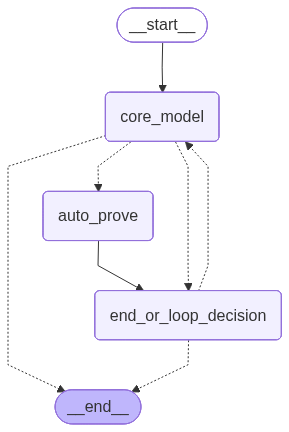 __start__
core_model
auto_prove
end_or_loop_decision
__end__